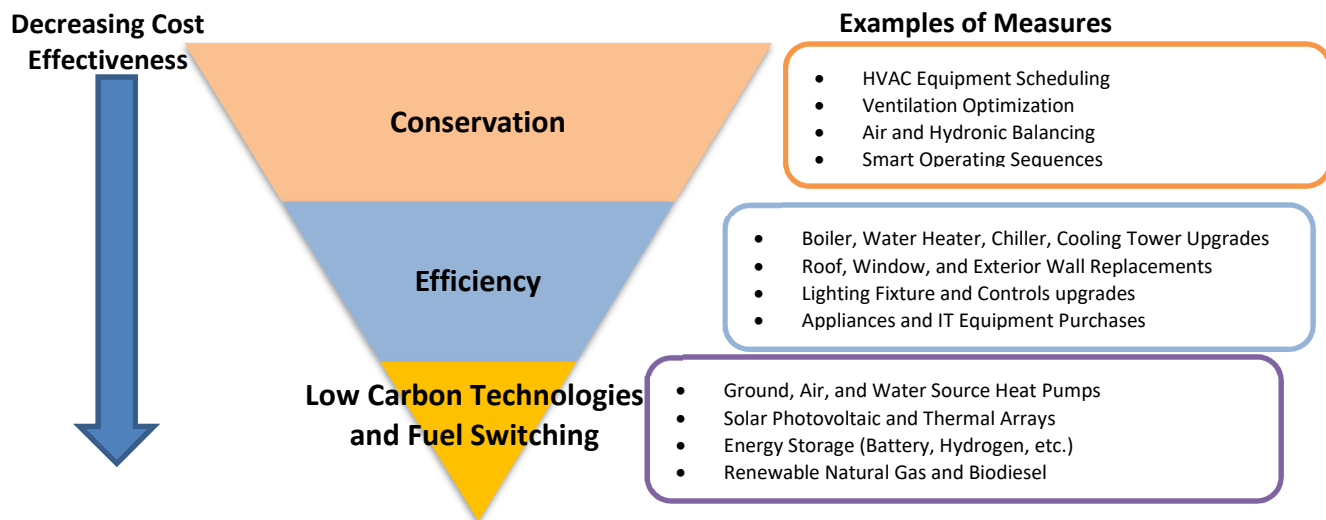 Decreasing Cost
Effectiveness
Conservation
Efficiency
Low Carbon Technologies
and Fuel Switching
Examples of Measures
• HVAC Equipment Scheduling
• Ventilation Optimization
• Air and Hydronic Balancing
• Smart Operating Sequences
• Boiler, Water Heater, Chiller, Cooling Tower Upgrades
• Roof, Window, and Exterior Wall Replacements
• Lighting Fixture and Controls upgrades
• Appliances and IT Equipment Purchases
• Ground, Air, and Water Source Heat Pumps
• Solar Photovoltaic and Thermal Arrays
• Energy Storage (Battery, Hydrogen, etc.)
• Renewable Natural Gas and Biodiesel